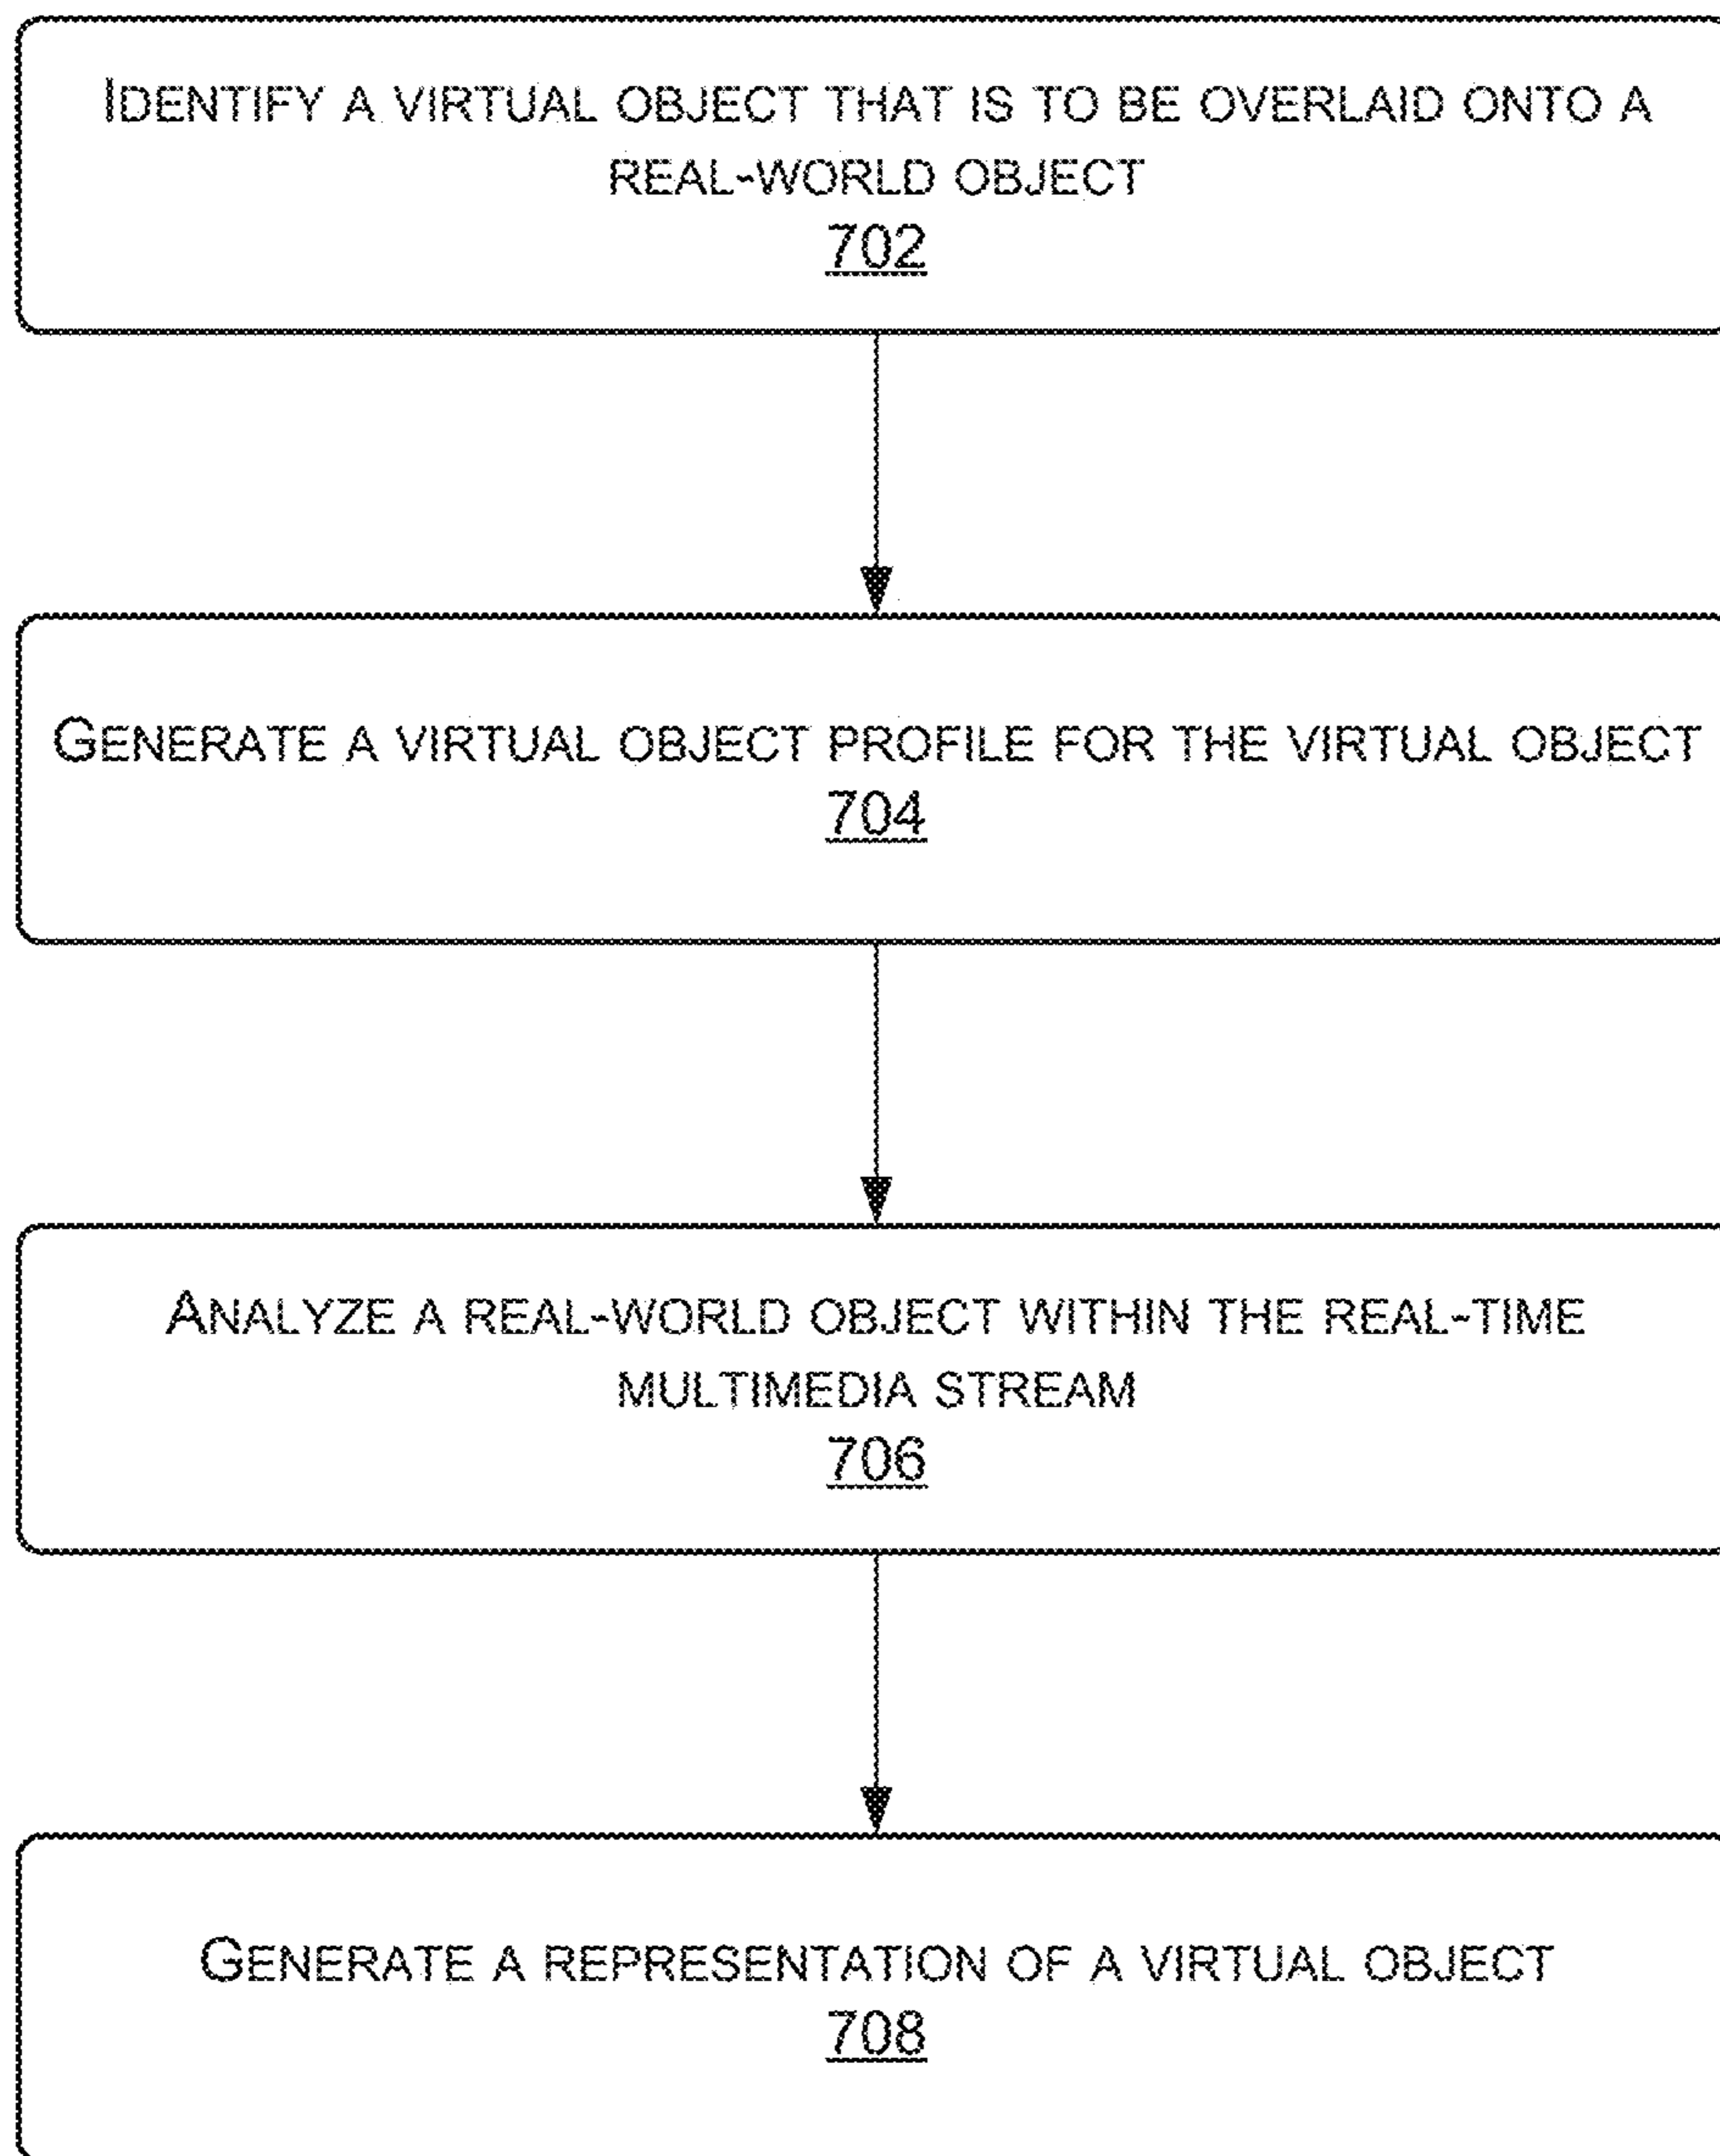 IDENTIFY A VIRTUAL OBJECT THAT IS TO BE OVERLAID ONTO A
REAL-WORLD OBJECT
702
GENERATE A VIRTUAL OBJECT PROFILE FOR THE VIRTUAL OBJECT
704
ANALYZE A REAL-WORLD OBJECT WITHIN THE REAL-TIME
MULTIMEDIA STREAM
706
GENERATE A REPRESENTATION OF A VIRTUAL OBJECT
708